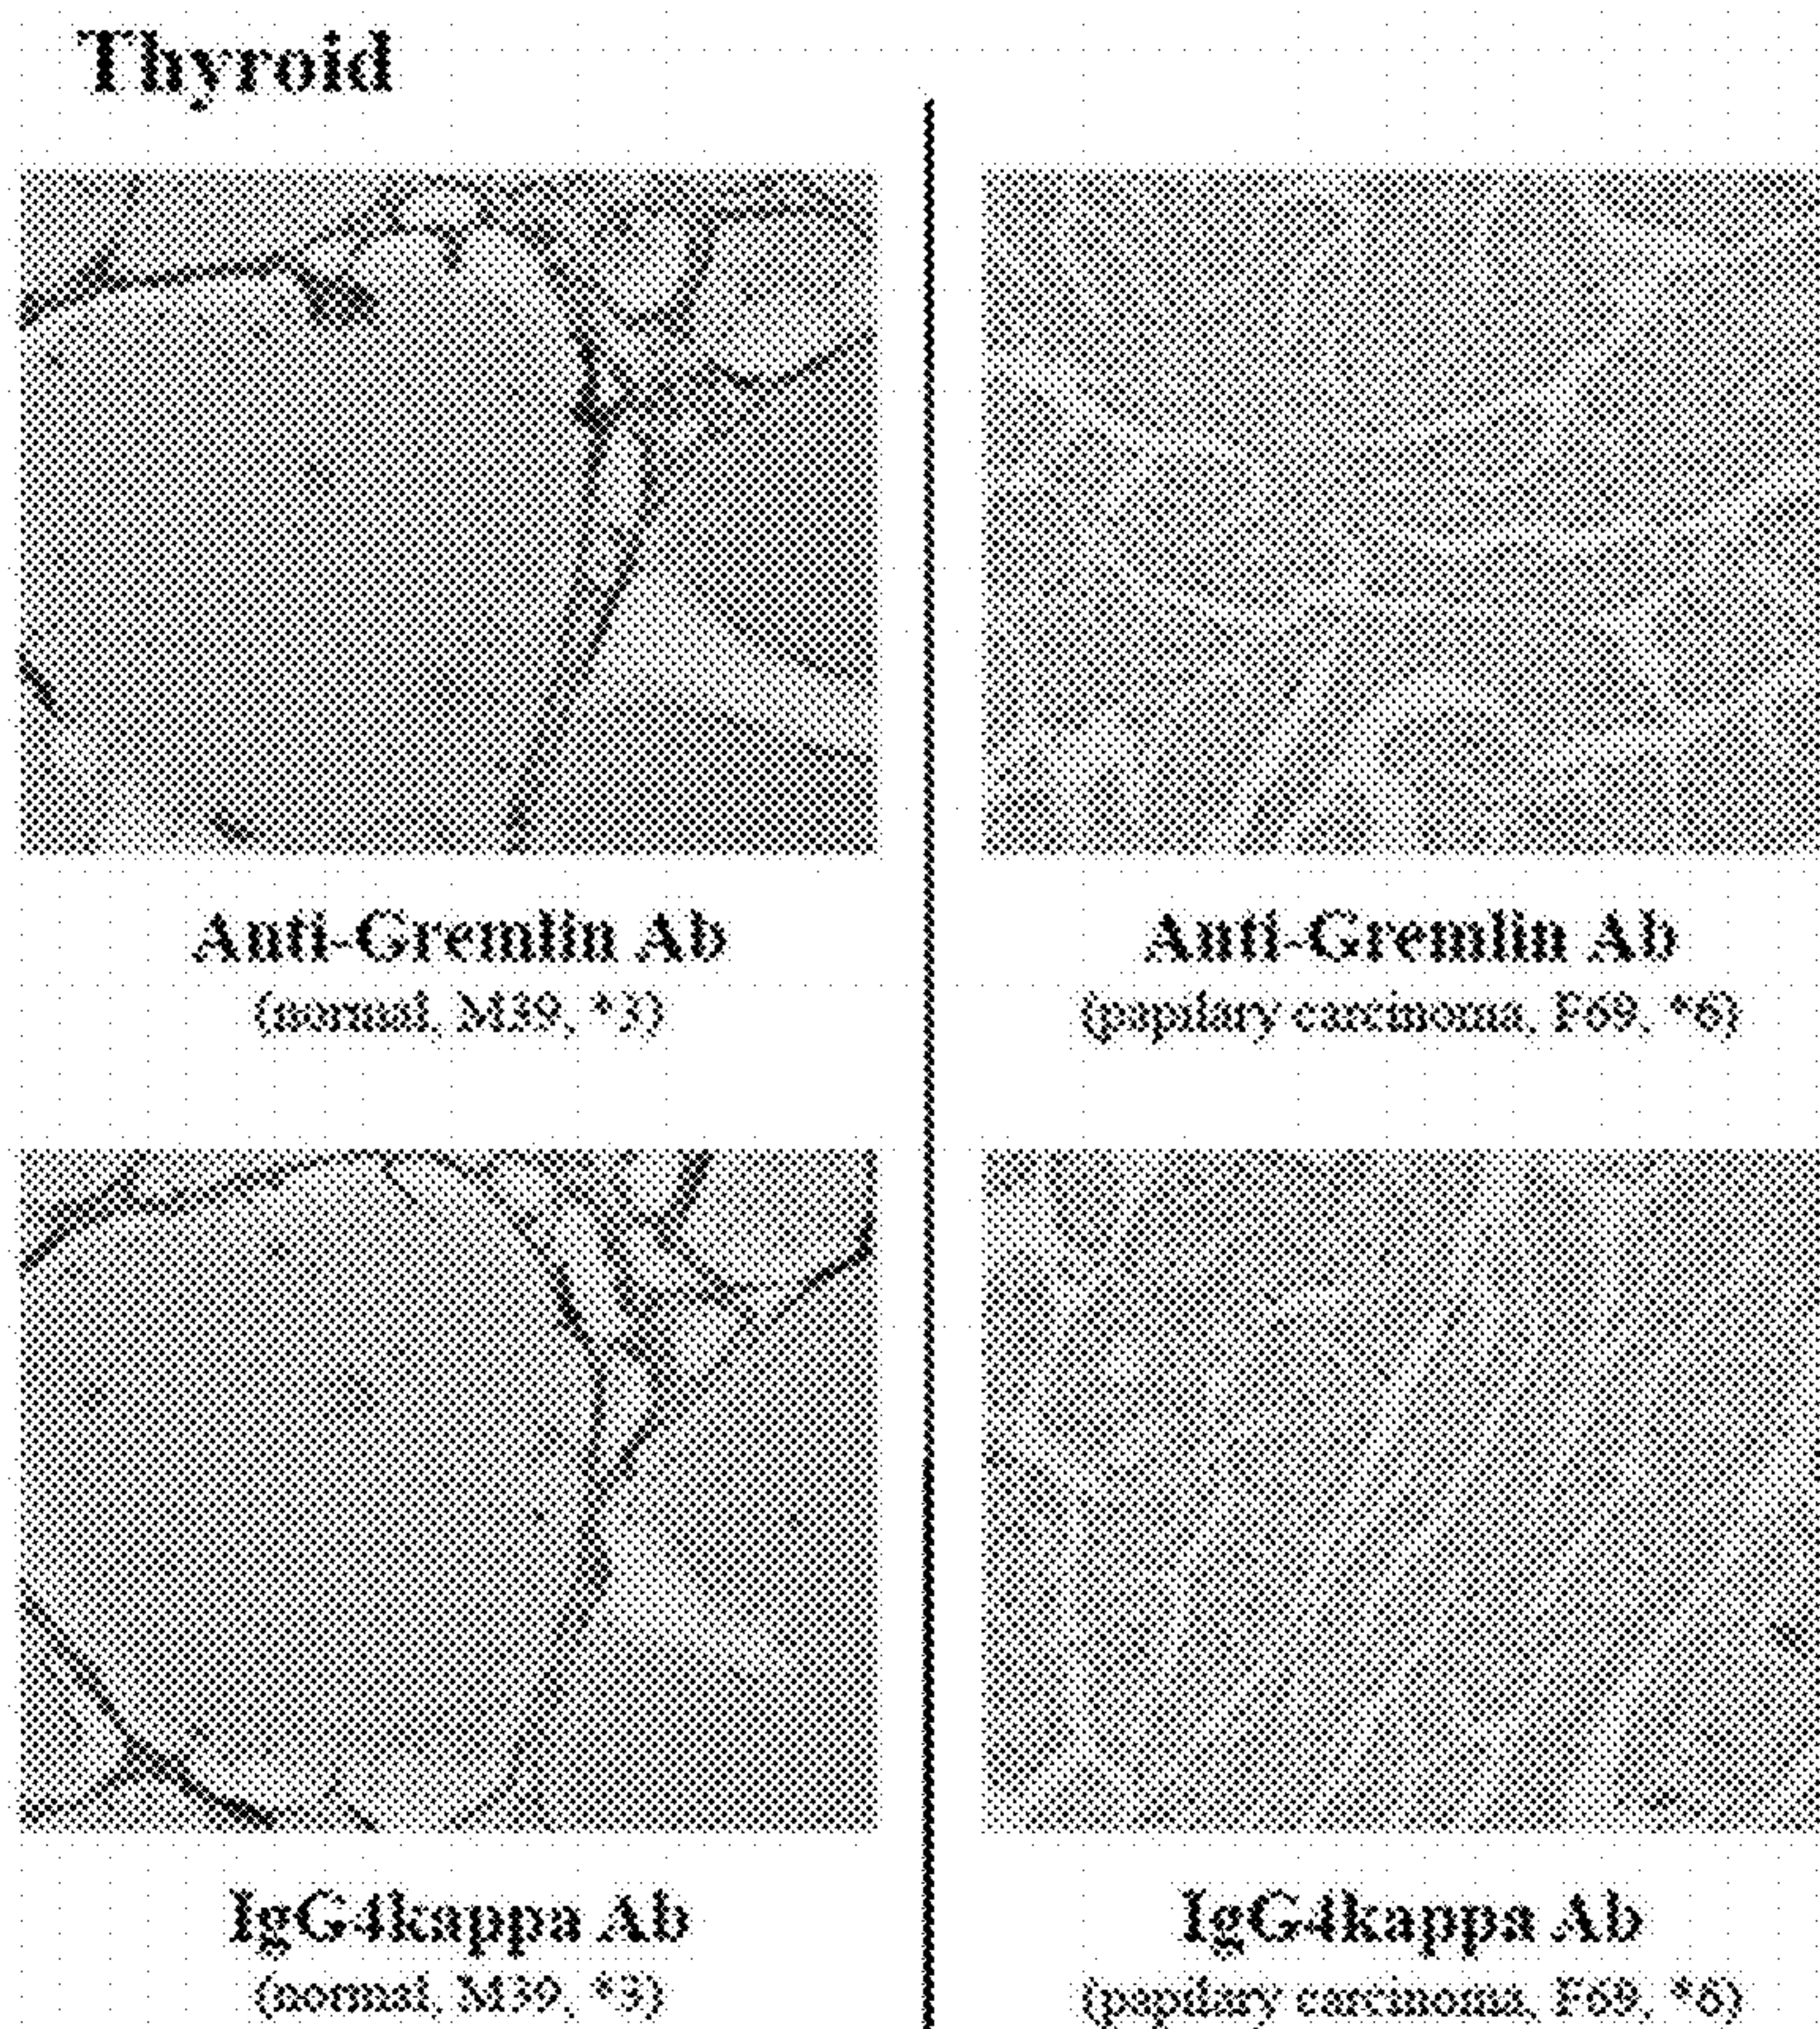 Thyroid
Anti-Gremlin Ab
(normal, M39, *3)
Anti-Gremlin Ab
(papilary carcinoma, F69, *6)
IgG4kappa Ab
(normal, M39, *3)
IgG4kappa Ab
(papilary carcinoma, F69, *6)